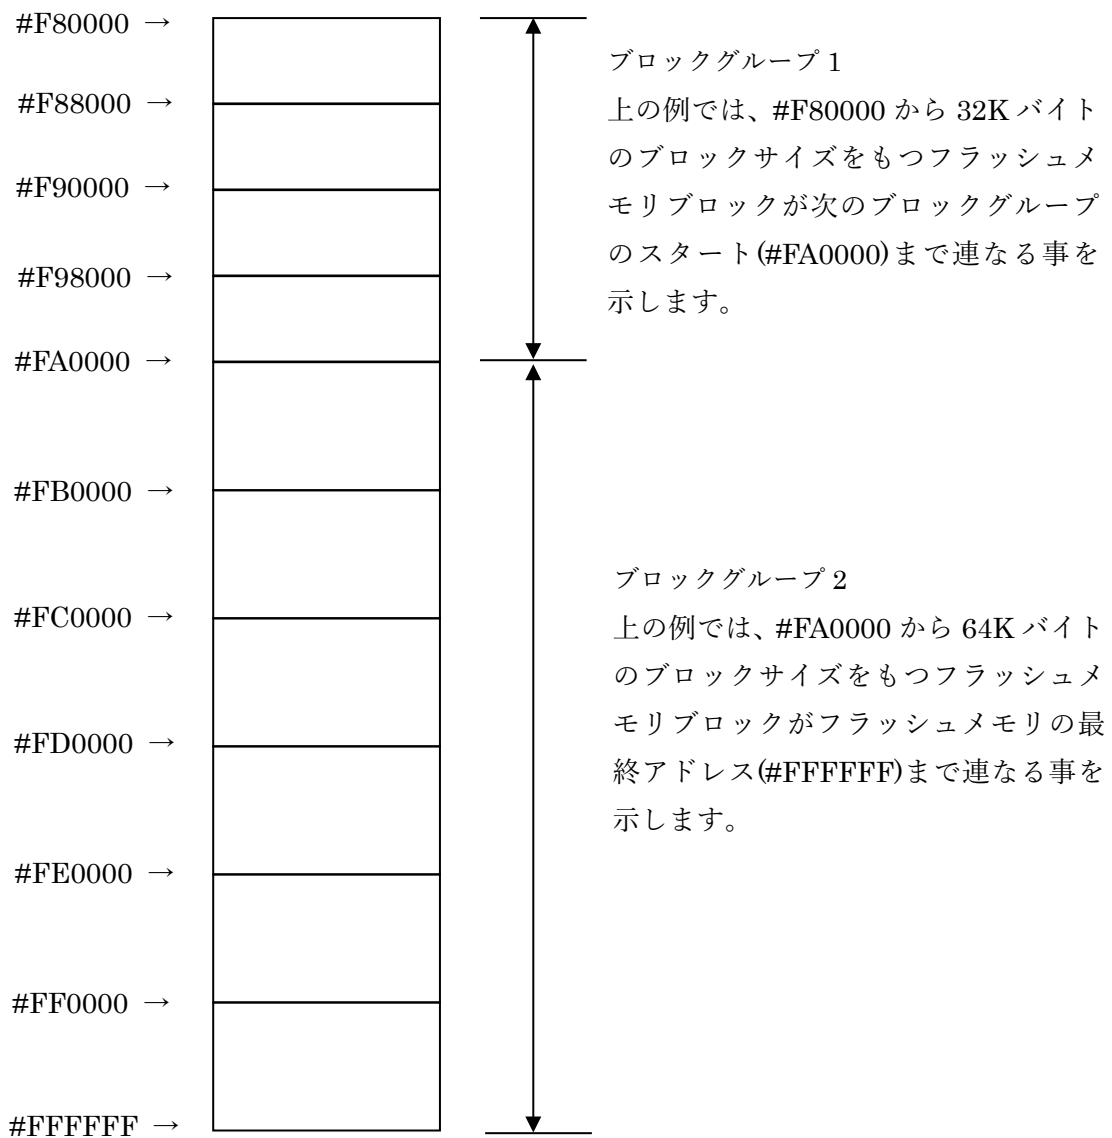 #F80000 →
#F88000 →
#F90000 →
#F98000 →
#FA0000 →
#FB0000 →
#FC0000 →
#FD0000 →
#FE0000 →
#FF0000 →
#FFFFFF →
ブロックグループ 1
上の例では、#F80000 から 32K バイト
のブロックサイズをもつフラッシュメ
モリブロックが次のブロックグループ
のスタート(#FA0000)まで連なる事を
示します。
ブロックグループ 2
上の例では、#FA0000 から 64K バイト
のブロックサイズをもつフラッシュメ
モリブロックがフラッシュメモリの最
終アドレス(#FFFFFF)まで連なる事を
示します。